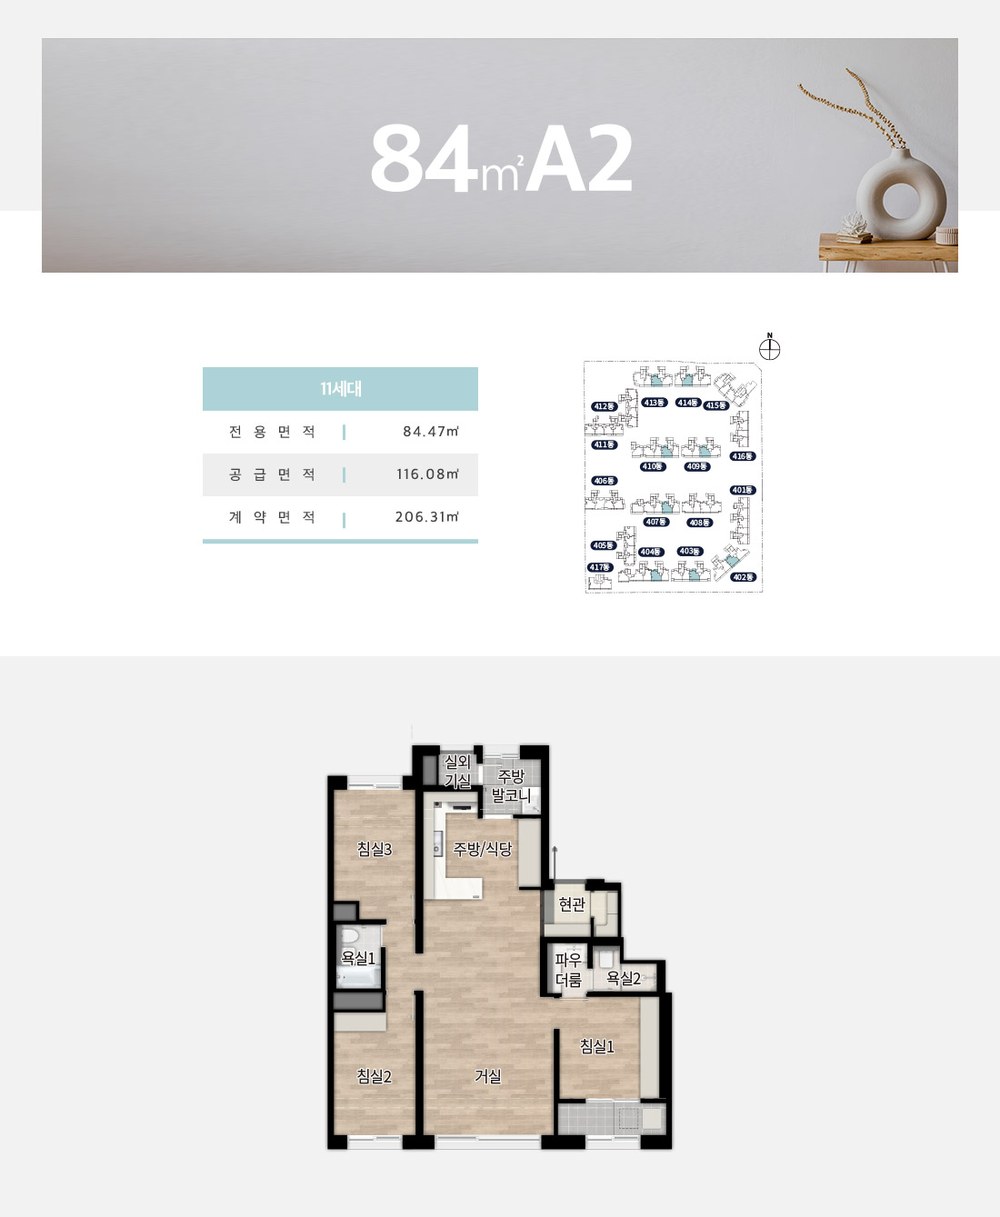 84㎡A2
11세대
전용면적 84.47㎡
공급면적 116.08㎡
계약면적 206.31㎡
N
413동 414동 415동
412동
411동
416동
410동 409동
406동
401동
407동 408동
405동 404동 403동
417동
402동
실외
기실
주방
발코니
침실3
주방/식당
현관
욕실1
파우
더룸
욕실2
침실1
침실2
거실